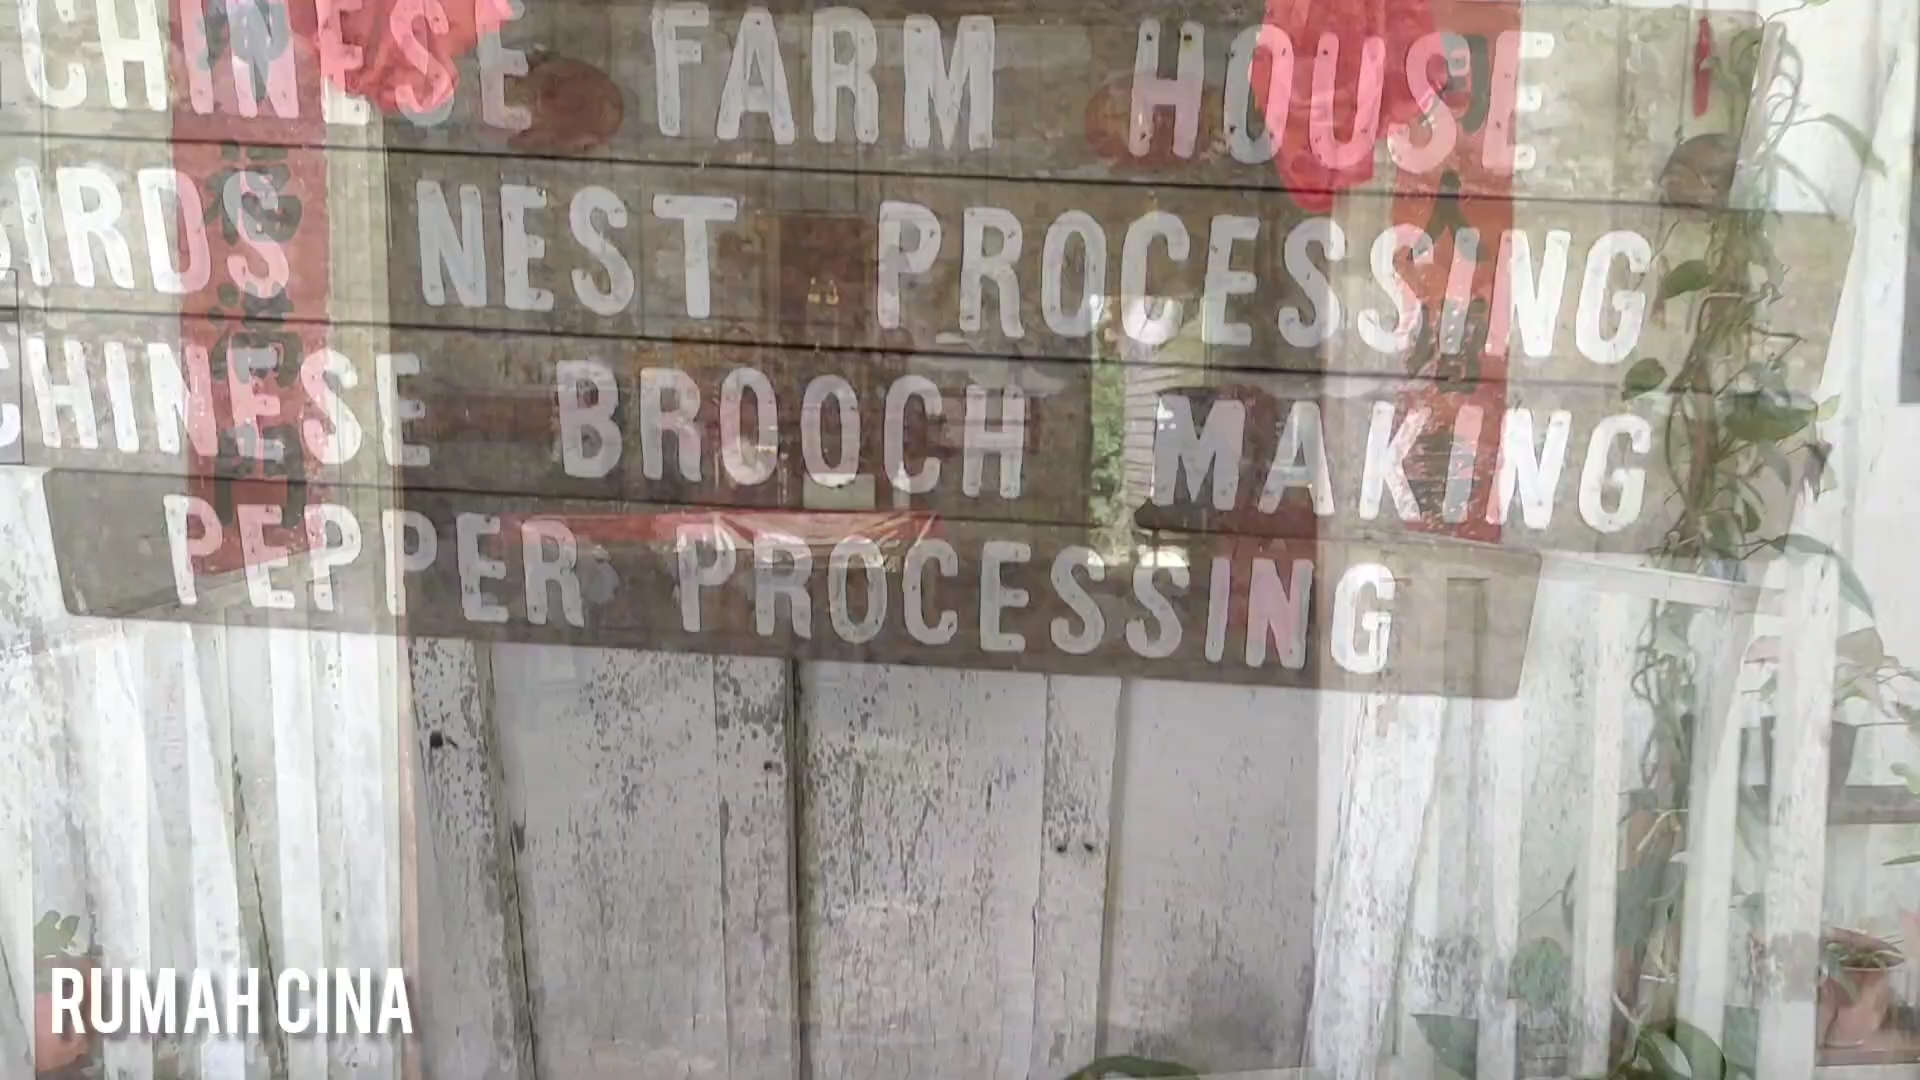 CHINESE FARM HOUSE
BIRDS NEST PROCESSING
CHINESE BROOCH MAKING
PEPPER PROCESSING
RUMAH CINA